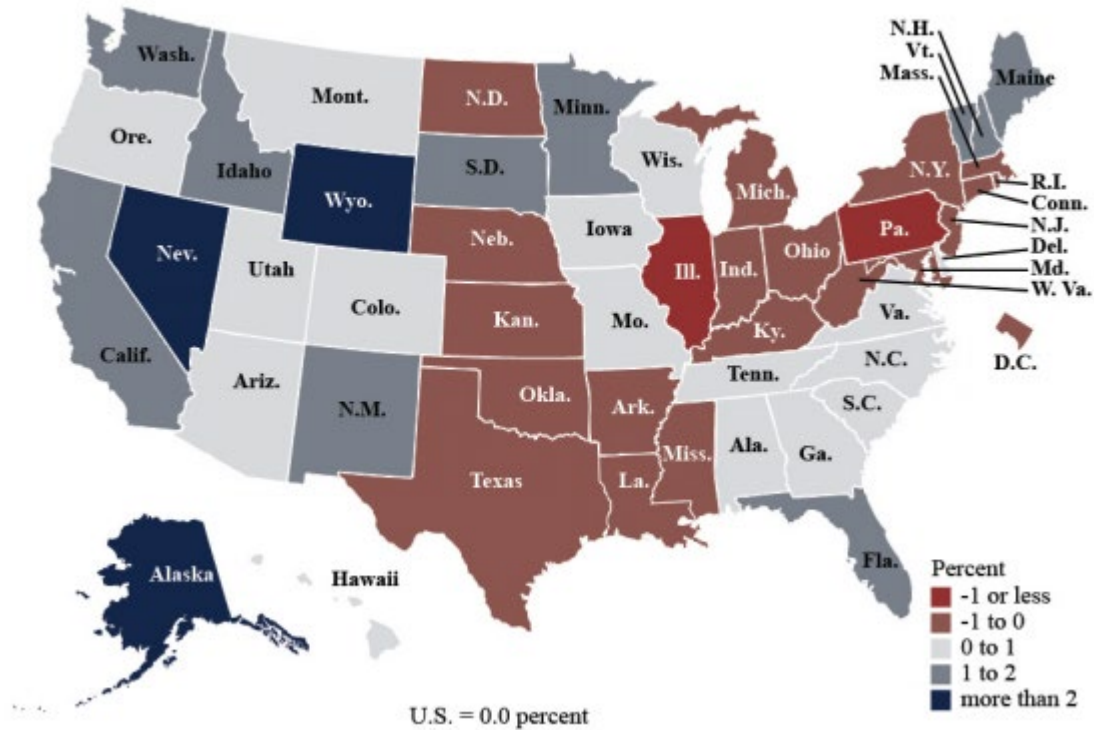 Wash.
Mont.
N.D.
Minn.
N.H.
Vt.
Mass.
Maine
Ore.
Idaho
Wyo.
S.D.
Wis.
Mich.
N.Y.
R.I.
Conn.
N.J.
Del.
Md.
W. Va.
Nev.
Utah
Colo.
Neb.
Iowa
Ill.
Ind.
Ohio
Pa.
Calif.
Ariz.
N.M.
Kan.
Mo.
Ky.
Va.
D.C.
Okla.
Ark.
Tenn.
N.C.
S.C.
Texas
La.
Miss.
Ala.
Ga.
Fla.
Alaska
Hawaii
Percent
-1 or less
-1 to 0
0 to 1
1 to 2
more than 2
U.S. = 0.0 percent